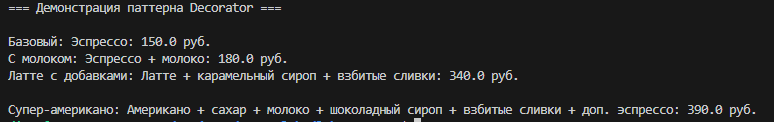 === Демонстрация паттерна Decorator ===
Базовый: Эспрессо: 150.0 руб.
С молоком: Эспрессо + молоко: 180.0 руб.
Латте с добавками: Латте + карамельный сироп + взбитые сливки: 340.0 руб.
Супер-американо: Американо + сахар + молоко + шоколадный сироп + взбитые сливки + доп. эспрессо: 390.0 руб.